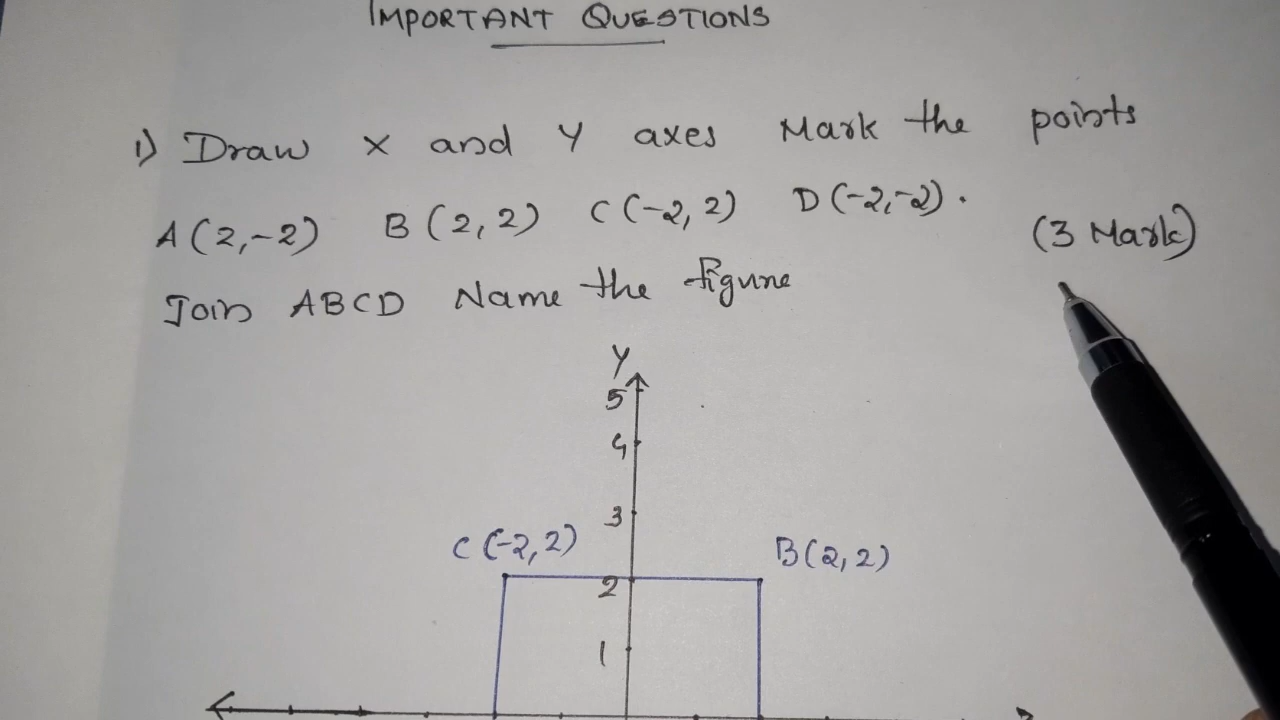 IMPORTANT QUESTIONS
1) Draw X and Y axes Mark the points
A(2,-2) B(2,2) C(-2,2) D(-2,-2).
(3 Mark)
Join ABCD Name the figure
Y
5
4
3
C(-2,2) B(2,2)
2
1